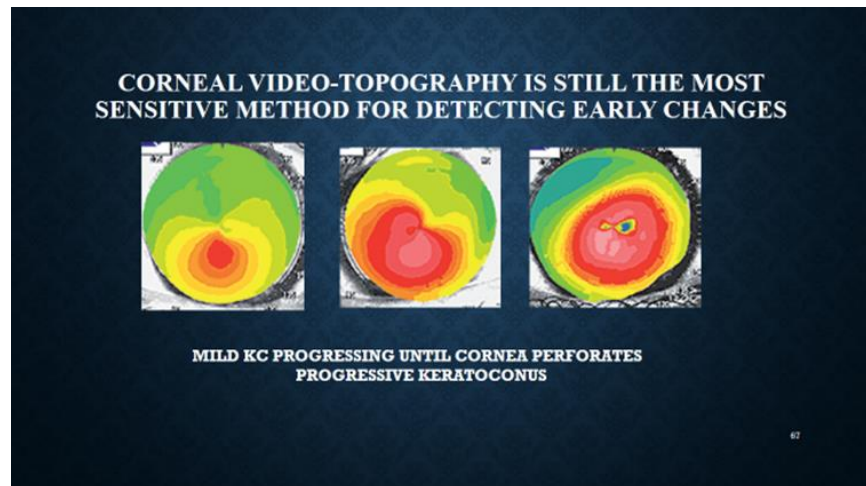 CORNEAL VIDEO-TOPOGRAPHY IS STILL THE MOST
SENSITIVE METHOD FOR DETECTING EARLY CHANGES
MILD KC PROGRESSING UNTIL CORNEA PERFORATES
PROGRESSIVE KERATOCONUS
67